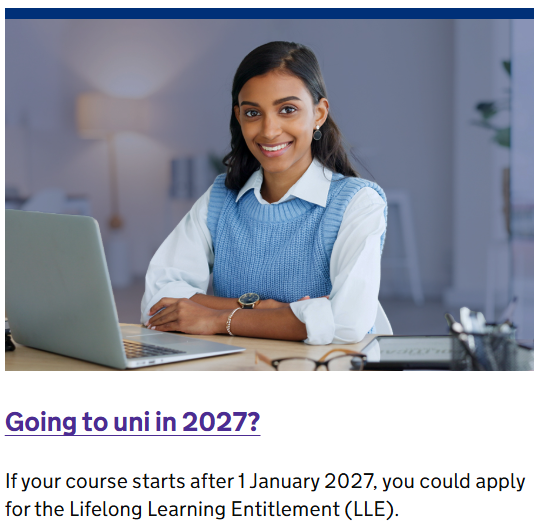 Going to uni in 2027?
If your course starts after 1 January 2027, you could apply
for the Lifelong Learning Entitlement (LLE).